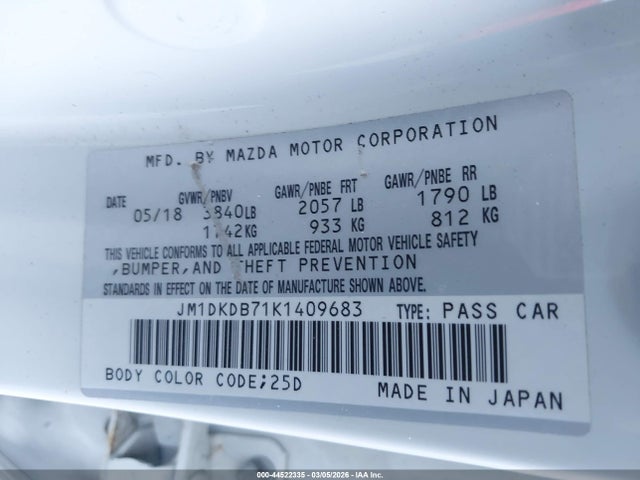 MFD. BY MAZDA MOTOR CORPORATION
DATE GVWR/PNBV GAWR/PNBE FRT GAWR/PNBE RR
05/18 3840LB 2057 LB 1790 LB
1742KG 933 KG 812 KG
THIS VEHICLE CONFORMS TO ALL APPLICABLE FEDERAL MOTOR VEHICLE SAFETY
,BUMPER,AND THEFT PREVENTION
STANDARDS IN EFFECT ON THE DATE OF MANUFACTURE SHOWN ABOVE.
JM1DKDB71K1409683 TYPE: PASS CAR
BODY COLOR CODE;25D MADE IN JAPAN
© - 44522335 - 03/05/2026 - © IAA, LLC